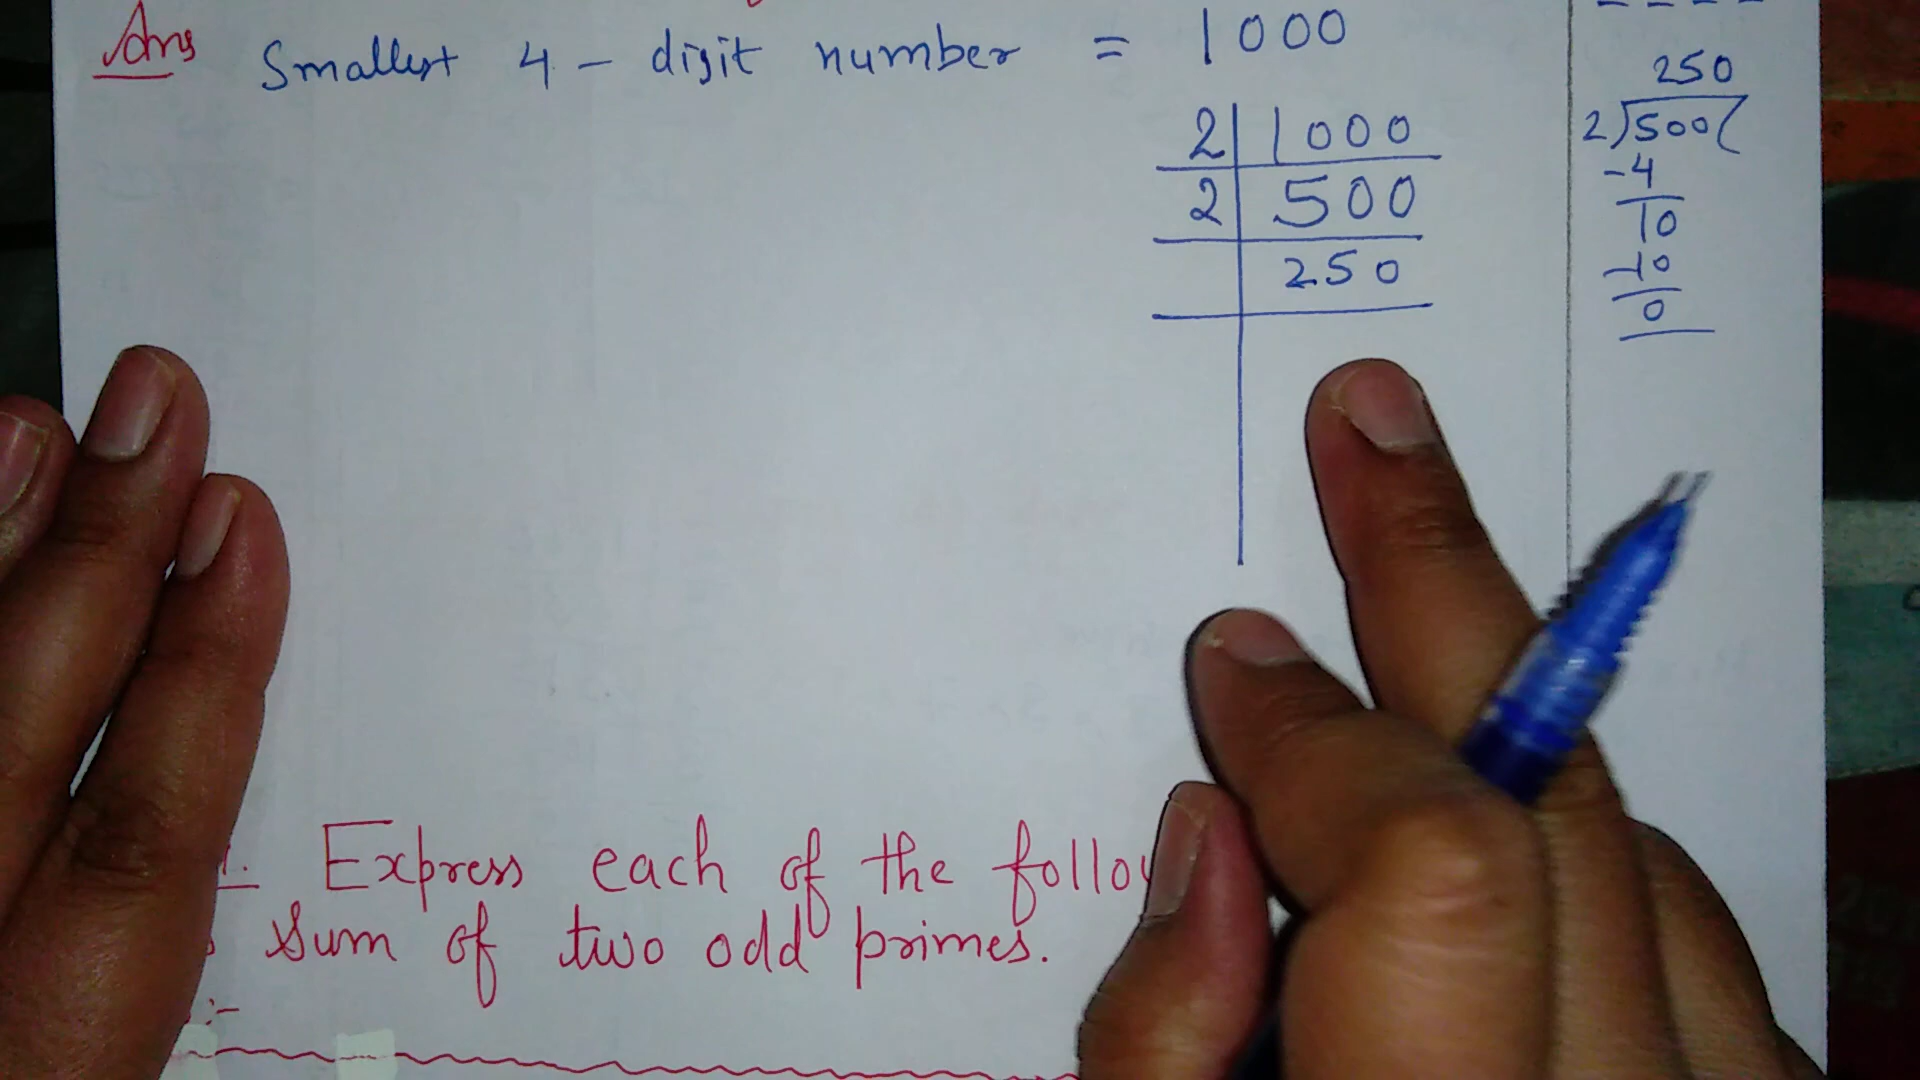 Ans Smallest 4 - digit number = 1000
2 | 1000
2 | 500
250
250
2)500(
-4
10
-10
0
1. Express each of the
sum of two odd primes.
:-